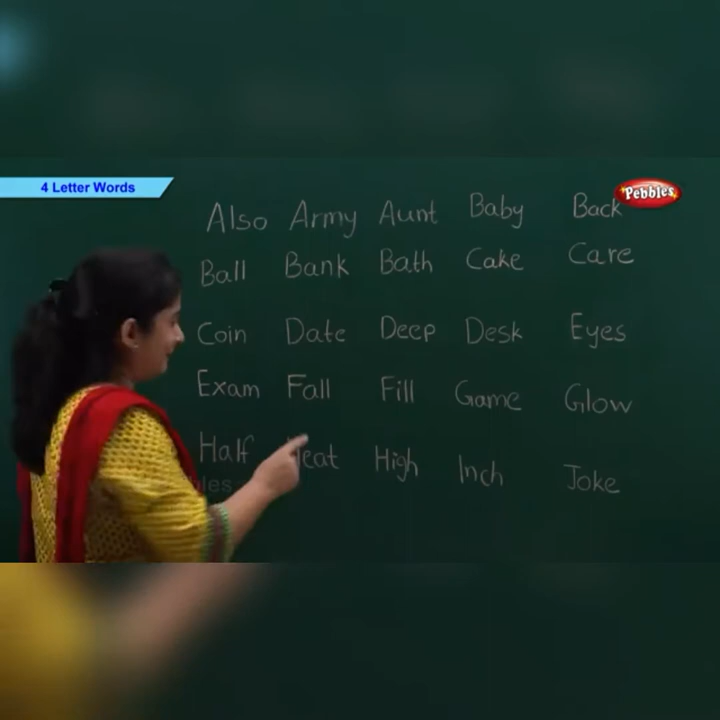 4 Letter Words
Pebbles
Also Army Aunt Baby Back
Ball Bank Bath Cake Care
Coin Date Deep Desk Eyes
Exam Fall Fill Game Glow
Half Heat High Inch Joke